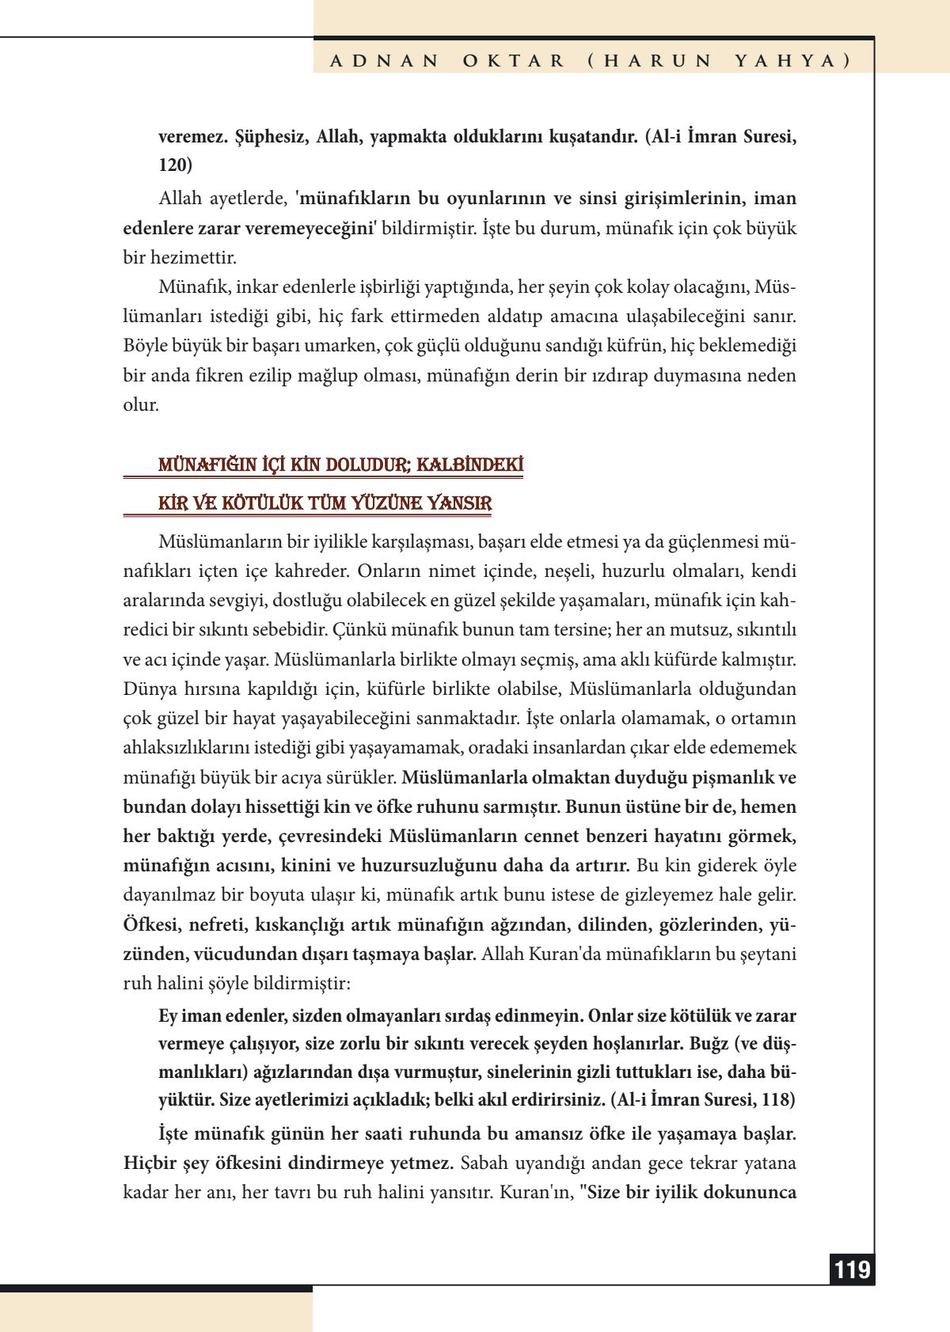 ADNAN OKTAR (HARUN YAHYA)
veremez. Şüphesiz, Allah, yapmakta olduklarını kuşatandır. (Al-i İmran Suresi,
120)
Allah ayetlerde, 'münafıkların bu oyunlarının ve sinsi girişimlerinin, iman
edenlere zarar veremeyeceğini' bildirmiştir. İşte bu durum, münafık için çok büyük
bir hezimettir.
Münafık, inkar edenlerle işbirliği yaptığında, her şeyin çok kolay olacağını, Müs-
lümanları istediği gibi, hiç fark ettirmeden aldatıp amacına ulaşabileceğini sanır.
Böyle büyük bir başarı umarken, çok güçlü olduğunu sandığı küfrün, hiç beklemediği
bir anda fikren ezilip mağlup olması, münafığın derin bir ızdırap duymasına neden
olur.
MÜNAFIĞIN İÇİ KİN DOLUDUR; KALBİNDEKİ
KİR VE KÖTÜLÜK TÜM YÜZÜNE YANSIR
Müslümanların bir iyilikle karşılaşması, başarı elde etmesi ya da güçlenmesi mü-
nafıkları içten içe kahreder. Onların nimet içinde, neşeli, huzurlu olmaları, kendi
aralarında sevgiyi, dostluğu olabilecek en güzel şekilde yaşamaları, münafık için kah-
redici bir sıkıntı sebebidir. Çünkü münafık bunun tam tersine; her an mutsuz, sıkıntılı
ve acı içinde yaşar. Müslümanlarla birlikte olmayı seçmiş, ama aklı küfürde kalmıştır.
Dünya hırsına kapıldığı için, küfürle birlikte olabilse, Müslümanlarla olduğundan
çok güzel bir hayat yaşayabileceğini sanmaktadır. İşte onlarla olamamak, o ortamın
ahlaksızlıklarını istediği gibi yaşayamamak, oradaki insanlardan çıkar elde edememek
münafığı büyük bir acıya sürükler. Müslümanlarla olmaktan duyduğu pişmanlık ve
bundan dolayı hissettiği kin ve öfke ruhunu sarmıştır. Bunun üstüne bir de, hemen
her baktığı yerde, çevresindeki Müslümanların cennet benzeri hayatını görmek,
münafığın acısını, kinini ve huzursuzluğunu daha da artırır. Bu kin giderek öyle
dayanılmaz bir boyuta ulaşır ki, münafık artık bunu istese de gizleyemez hale gelir.
Öfkesi, nefreti, kıskançlığı artık münafığın ağzından, dilinden, gözlerinden, yü-
zünden, vücudundan dışarı taşmaya başlar. Allah Kuran'da münafıkların bu şeytani
ruh halini şöyle bildirmiştir:
Ey iman edenler, sizden olmayanları sırdaş edinmeyin. Onlar size kötülük ve zarar
vermeye çalışıyor, size zorlu bir sıkıntı verecek şeyden hoşlanırlar. Buğz (ve düş-
manlıkları) ağızlarından dışa vurmuştur, sinelerinin gizli tuttukları ise, daha bü-
yüktür. Size ayetlerimizi açıkladık; belki akıl erdirirsiniz. (Al-i İmran Suresi, 118)
İşte münafık günün her saati ruhunda bu amansız öfke ile yaşamaya başlar.
Hiçbir şey öfkesini dindirmeye yetmez. Sabah uyandığı andan gece tekrar yatana
kadar her anı, her tavrı bu ruh halini yansıtır. Kuran'ın, "Size bir iyilik dokununca
119